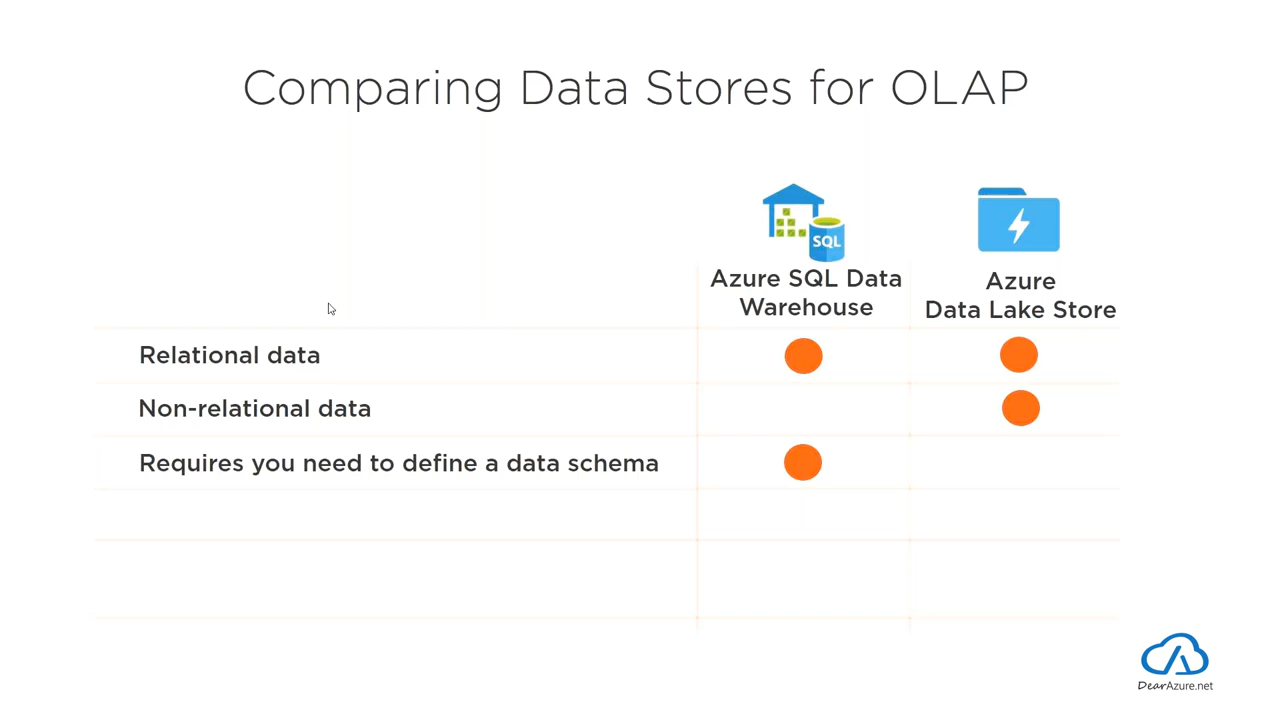 Comparing Data Stores for OLAP
SQL
Azure SQL Data
Warehouse
Azure
Data Lake Store
Relational data
Non-relational data
Requires you need to define a data schema
DearAzure.net